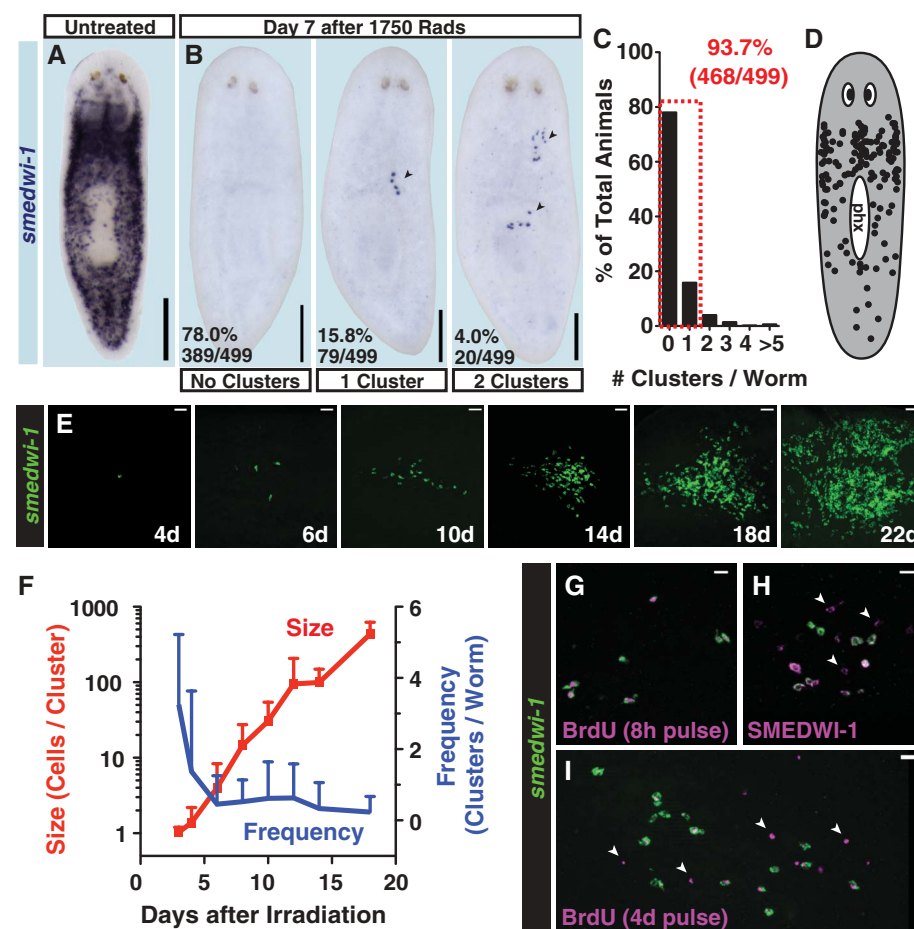 Untreated
Day 7 after 1750 Rads
smedwi-1
A
B
78.0%
389/499
15.8%
79/499
4.0%
20/499
No Clusters
1 Cluster
2 Clusters
C
93.7%
(468/499)
% of Total Animals
100
80
60
40
20
0
0 1 2 3 4 >5
# Clusters / Worm
D
phx
smedwi-1
E
4d
6d
10d
14d
18d
22d
F
Size (Cells / Cluster)
1000
100
10
1
Size
Frequency
6
4
2
0
Frequency
(Clusters / Worm)
0 5 10 15 20
Days after Irradiation
smedwi-1
G
BrdU (8h pulse)
H
SMEDWI-1
I
BrdU (4d pulse)